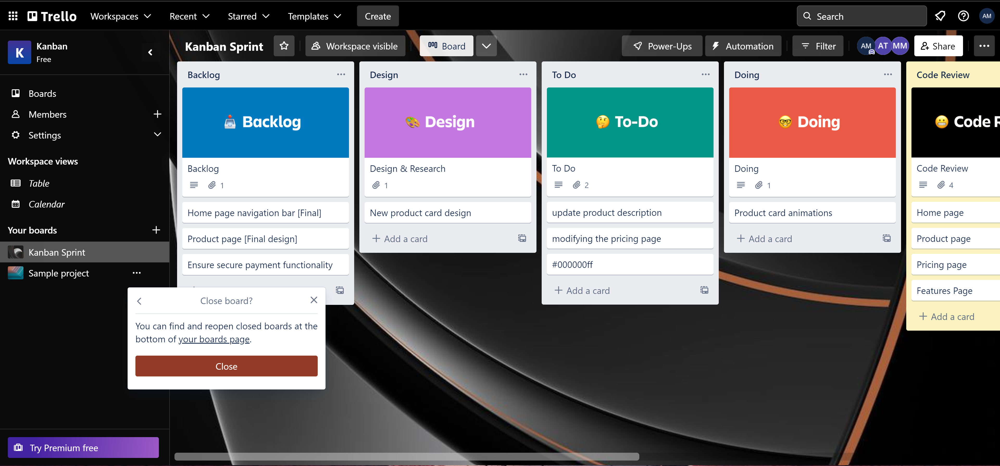 Trello
Workspaces
Recent
Starred
Templates
Create
Search
AM
K
Kanban
Free
Boards
Members
Settings
Workspace views
Table
Calendar
Your boards
Kanban Sprint
Sample project
Try Premium free
Kanban Sprint
Workspace visible
Board
Power-Ups
Automation
Filter
AM
AT
MM
Share
Backlog
Backlog
Backlog
1
Home page navigation bar [Final]
Product page [Final design]
Ensure secure payment functionality
Design
Design
Design & Research
1
New product card design
+ Add a card
To Do
To-Do
To Do
2
update product description
modifying the pricing page
#000000ff
+ Add a card
Doing
Doing
Doing
1
Product card animations
+ Add a card
Code Review
Code R
Code Review
4
Home page
Product page
Pricing page
Features Page
+ Add a card
Close board?
You can find and reopen closed boards at the
bottom of your boards page.
Close